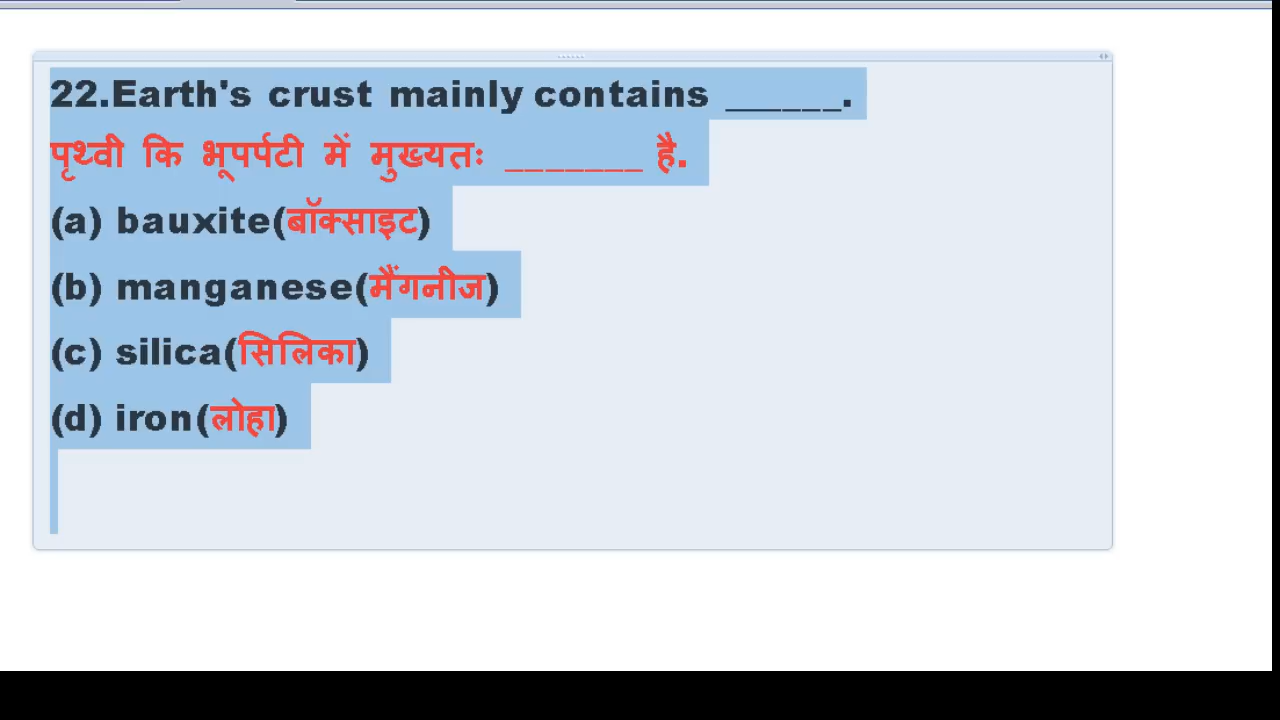 22.Earth's crust mainly contains ______.
पृथ्वी कि भूपर्पटी में मुख्यतः _______ है.
(a) bauxite(बॉक्साइट)
(b) manganese(मैंगनीज)
(c) silica(सिलिका)
(d) iron(लोहा)